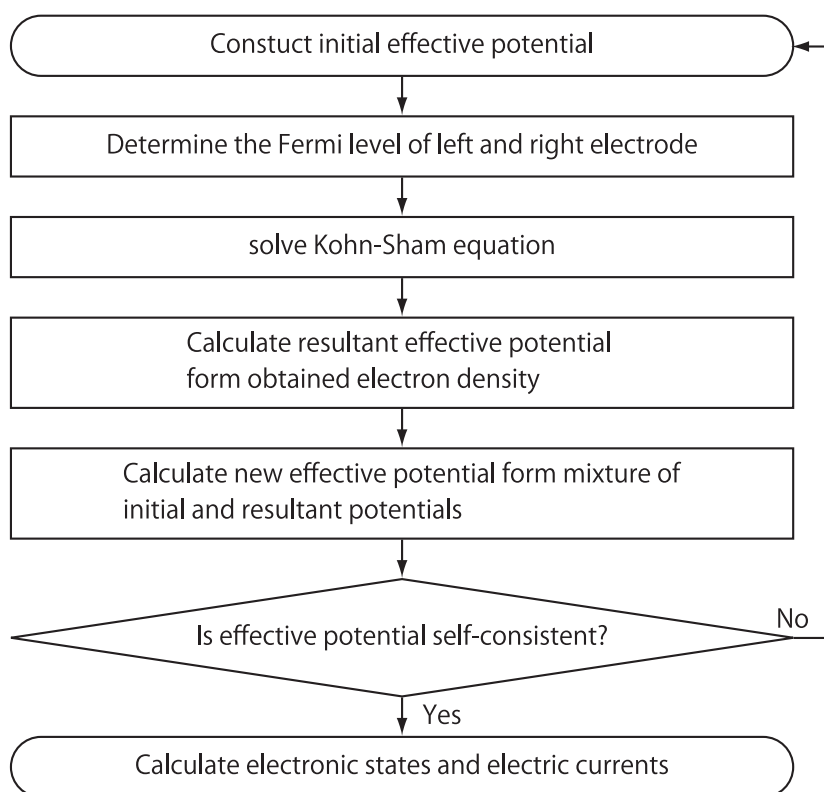 Constuct initial effective potential
Determine the Fermi level of left and right electrode
solve Kohn-Sham equation
Calculate resultant effective potential
form obtained electron density
Calculate new effective potential form mixture of
initial and resultant potentials
Is effective potential self-consistent?
No
Yes
Calculate electronic states and electric currents